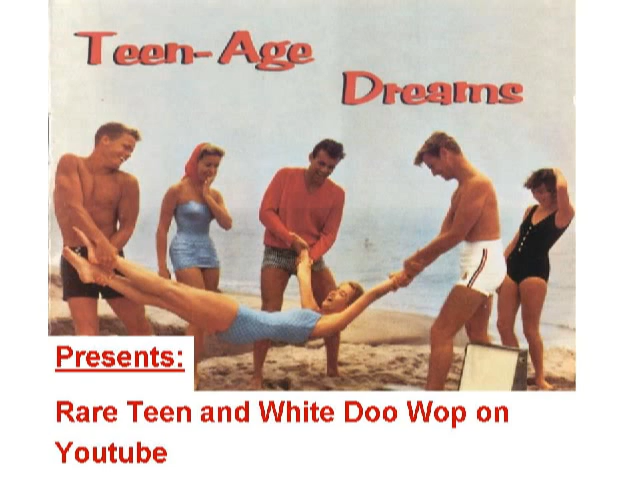 Teen-Age
Dreams
Presents:
Rare Teen and White Doo Wop on
Youtube